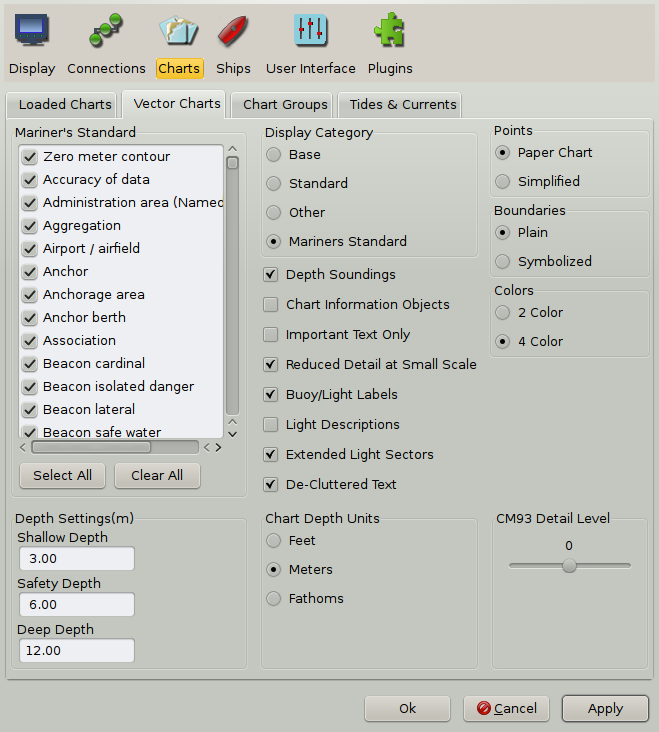 Display Connections Charts Ships User Interface Plugins
Loaded Charts Vector Charts Chart Groups Tides & Currents
Mariner's Standard
Zero meter contour
Accuracy of data
Administration area (Named
Aggregation
Airport / airfield
Anchor
Anchorage area
Anchor berth
Association
Beacon cardinal
Beacon isolated danger
Beacon lateral
Beacon safe water
Select All Clear All
Display Category
Base
Standard
Other
Mariners Standard
Depth Soundings
Chart Information Objects
Important Text Only
Reduced Detail at Small Scale
Buoy/Light Labels
Light Descriptions
Extended Light Sectors
De-Cluttered Text
Points
Paper Chart
Simplified
Boundaries
Plain
Symbolized
Colors
2 Color
4 Color
Depth Settings(m)
Shallow Depth
3.00
Safety Depth
6.00
Deep Depth
12.00
Chart Depth Units
Feet
Meters
Fathoms
CM93 Detail Level
0
Ok Cancel Apply